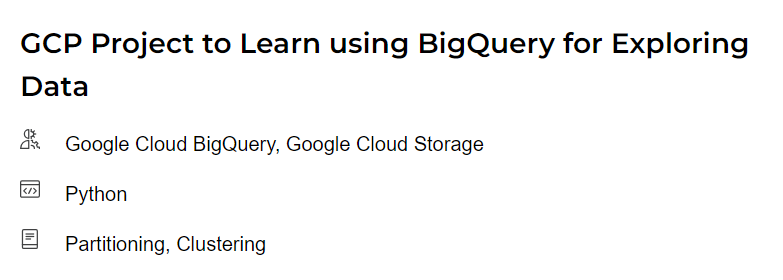 GCP Project to Learn using BigQuery for Exploring
Data
Google Cloud BigQuery, Google Cloud Storage
Python
Partitioning, Clustering